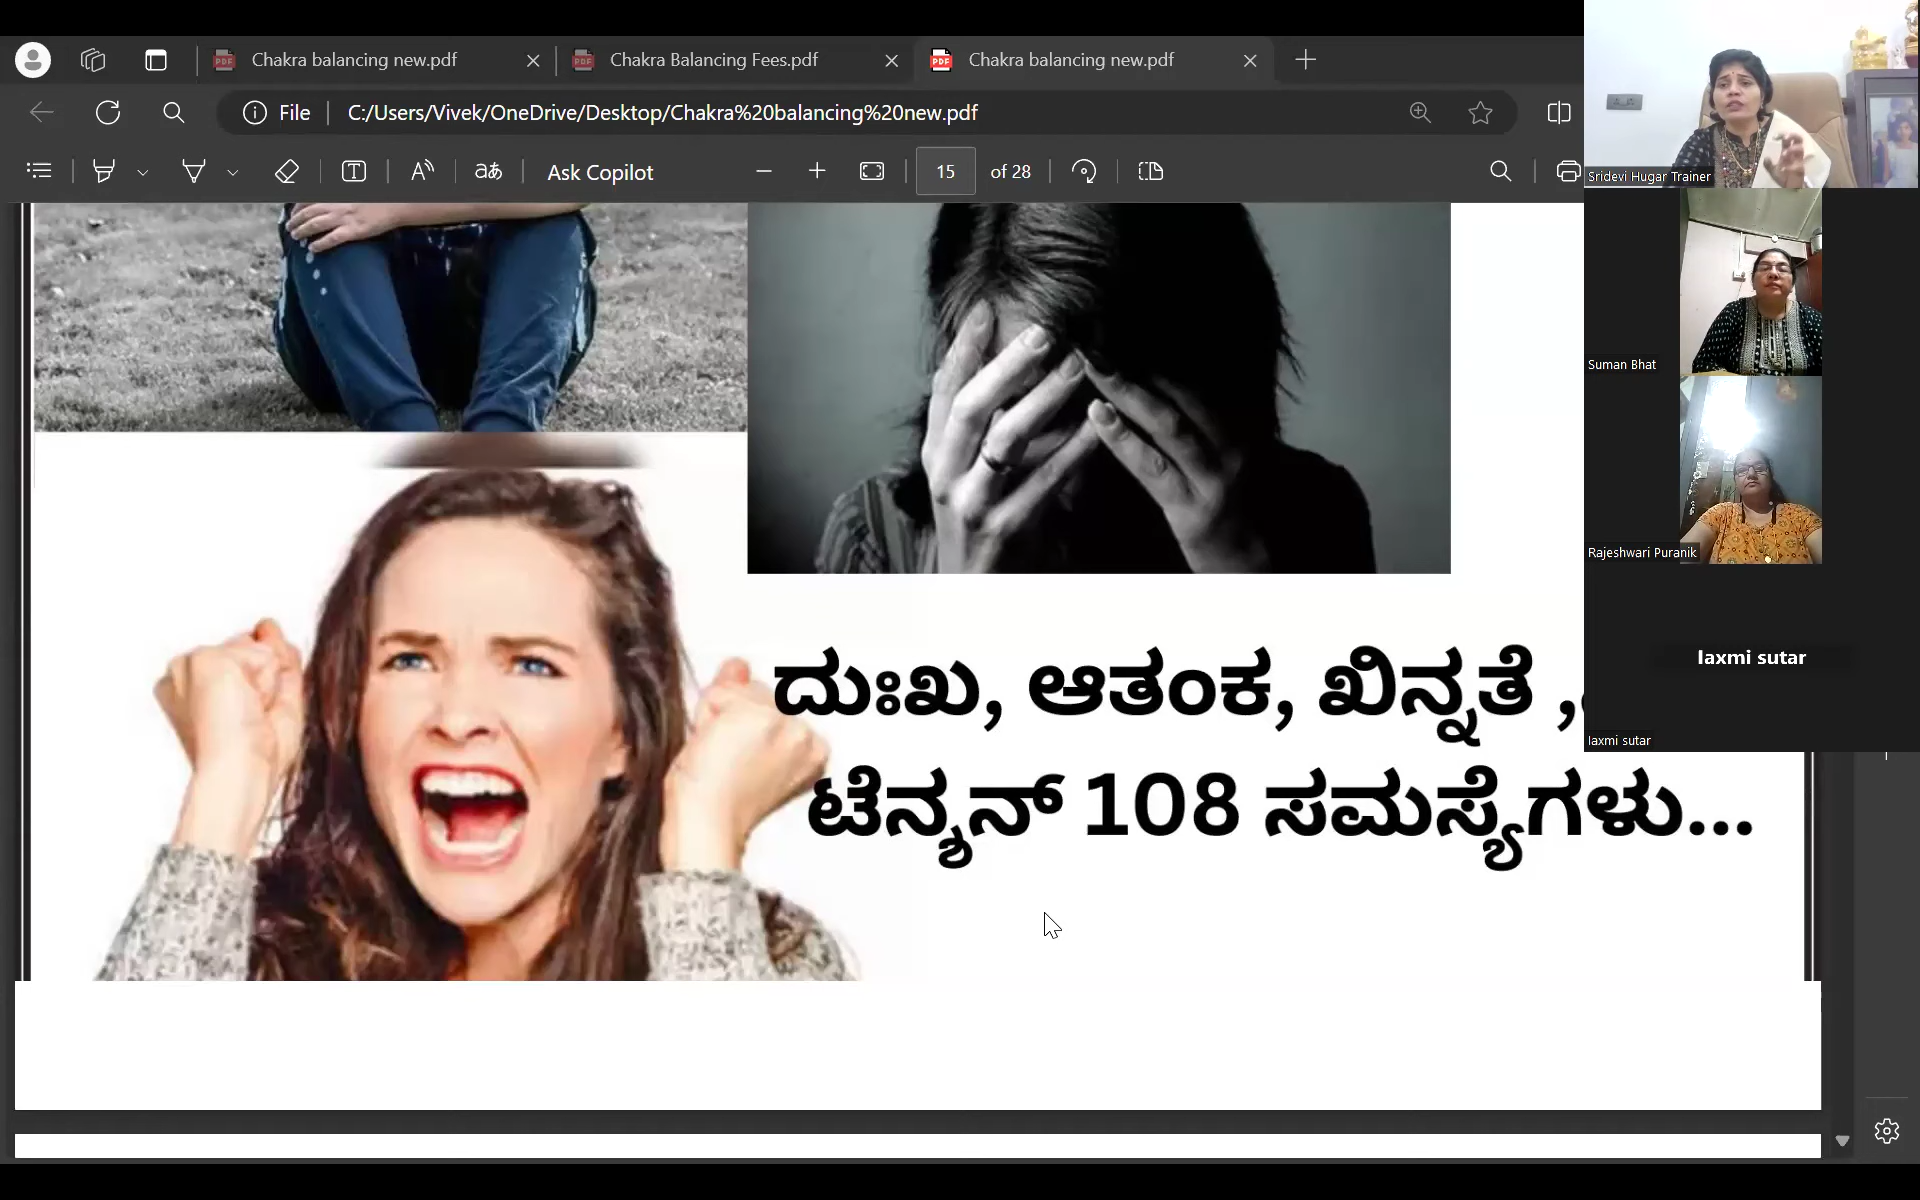 Chakra balancing new.pdf
Chakra Balancing Fees.pdf
Chakra balancing new.pdf
File
C:/Users/Vivek/OneDrive/Desktop/Chakra%20balancing%20new.pdf
Ask Copilot
15 of 28
Sridevi Hugar Trainer
Suman Bhat
Rajeshwari Puranik
laxmi sutar
laxmi sutar
ದುಃಖ, ಆತಂಕ, ಖಿನ್ನತೆ ,
ಟೆನ್ಶನ್ 108 ಸಮಸ್ಯೆಗಳು...